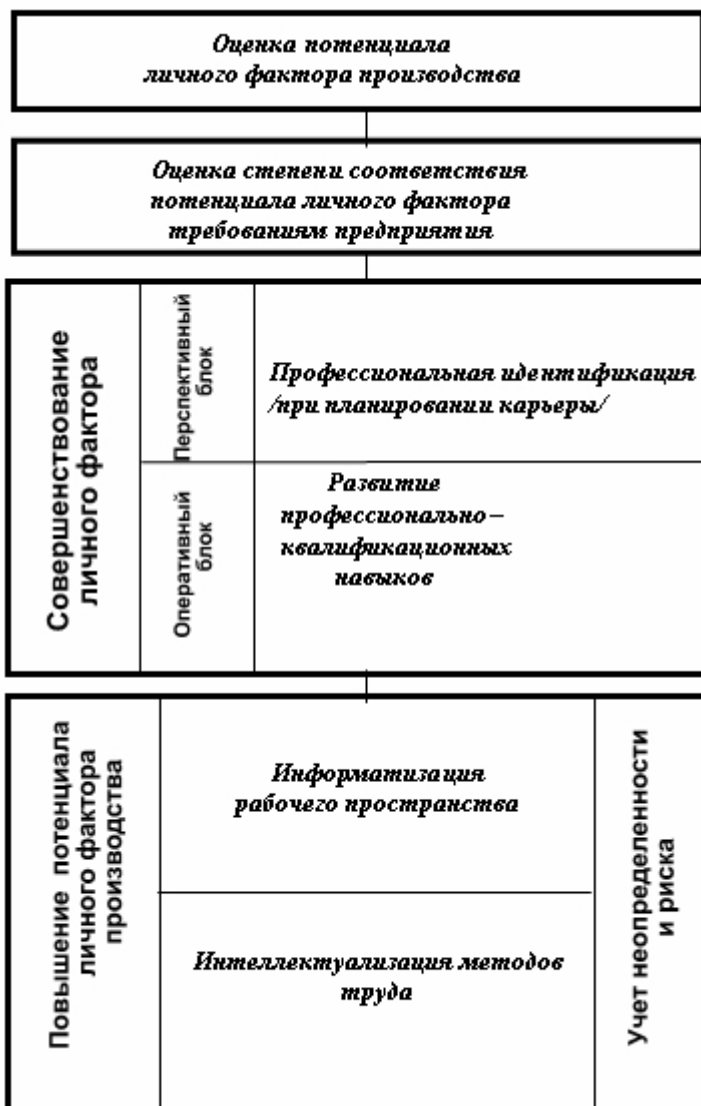 Оценка потенциала
личного фактора производства
Оценка степени соответствия
потенциала личного фактора
требованиям предприятия
Совершенствование
личного фактора
Перспективный
блок
Профессиональная идентификация
/при планировании карьеры/
Оперативный
блок
Развитие
профессионально–
квалификационных
навыков
Повышение потенциала
личного фактора
производства
Информатизация
рабочего пространства
Интеллектуализация методов
труда
Учет неопределенности
и риска